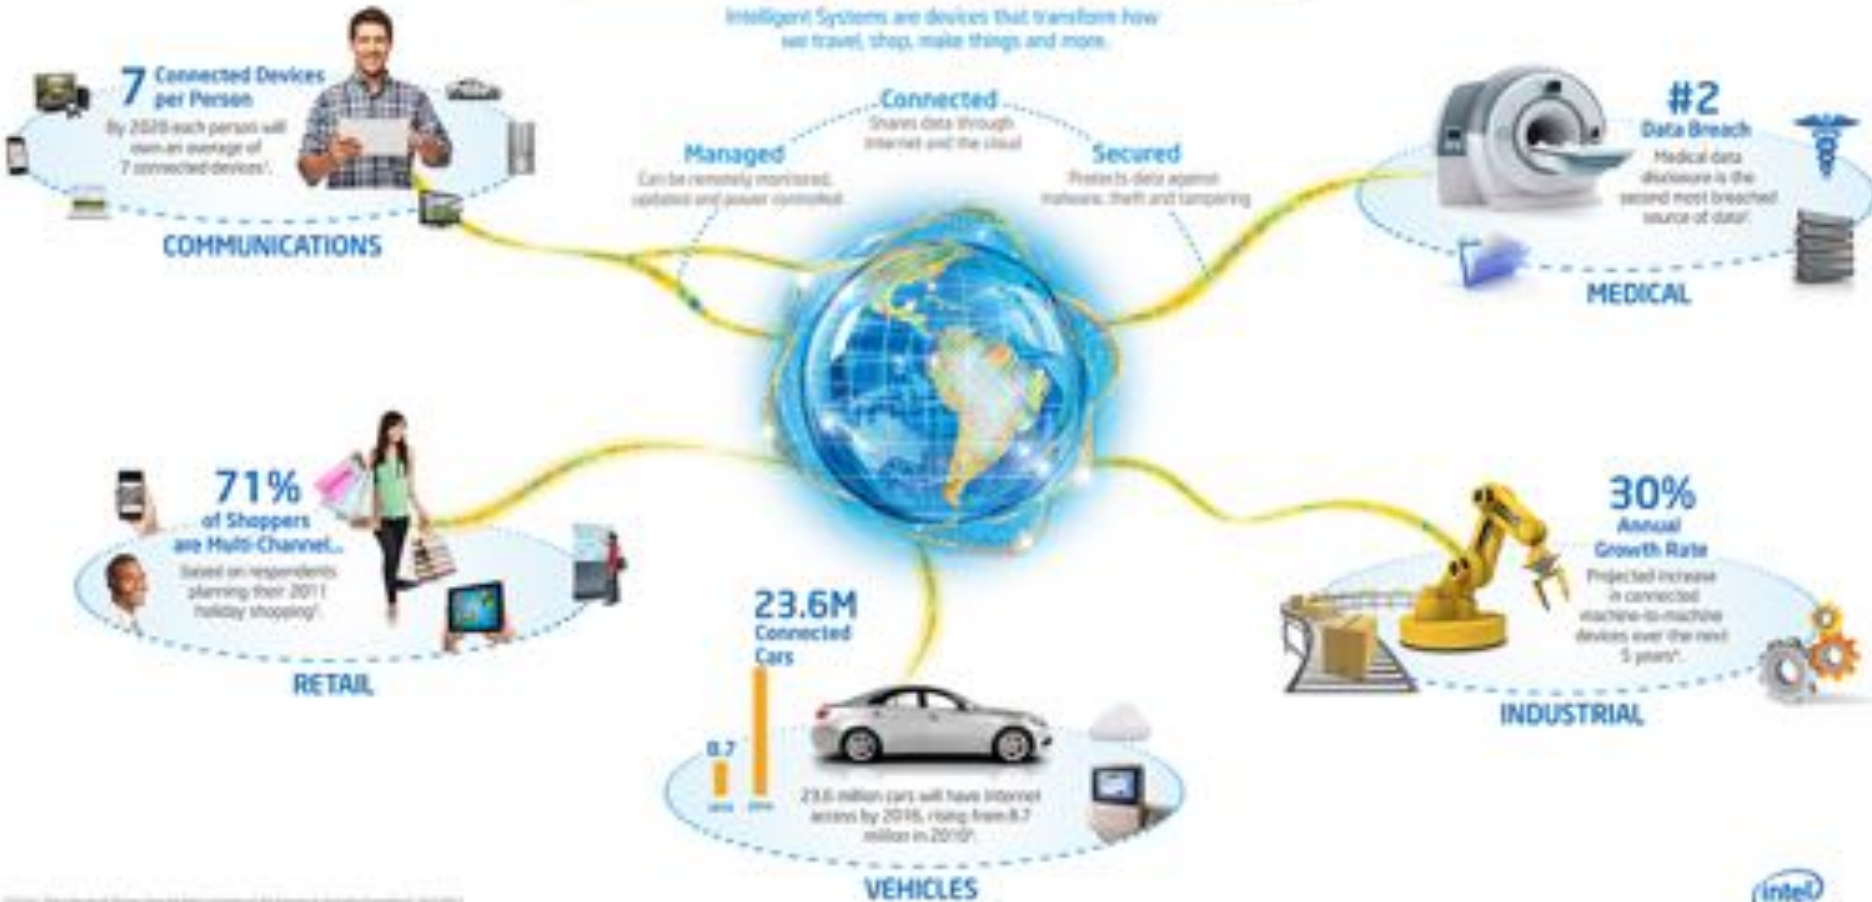 Intelligent Systems are devices that transform how
we travel, shop, make things and more.
7 Connected Devices
per Person
By 2020 each person will
own an average of
7 connected devices¹.
COMMUNICATIONS
Connected
Shares data through
internet and the cloud
Managed
Can be remotely monitored,
updated and power controlled
Secured
Protects data against
malware, theft and tampering
#2
Data Breach
Medical data
disclosure is the
second most breached
source of data².
MEDICAL
71%
of Shoppers
are Multi-Channel...
based on respondents
planning their 2011
holiday shopping³.
RETAIL
23.6M
Connected
Cars
8.7
2010 2016
23.6 million cars will have Internet
access by 2016, rising from 8.7
million in 2010⁵.
VEHICLES
30%
Annual
Growth Rate
Projected increase
in connected
machine-to-machine
devices over the next
5 years⁴.
INDUSTRIAL
intel